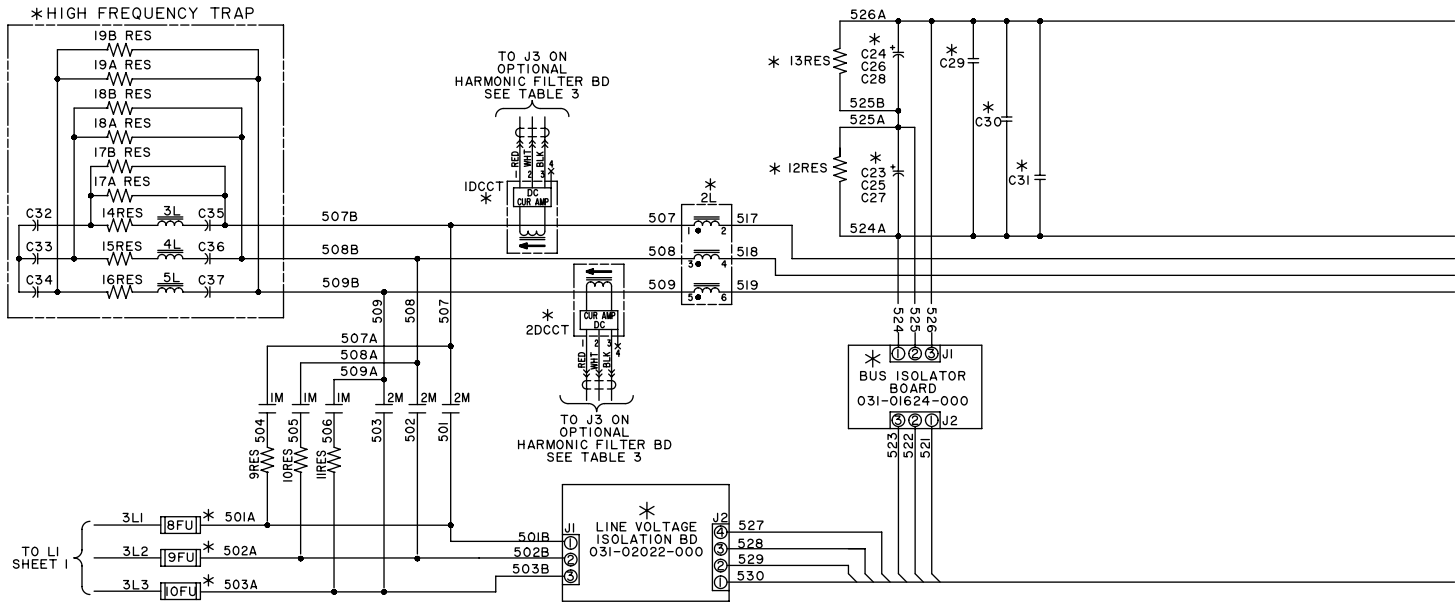 *HIGH FREQUENCY TRAP
19B RES
19A RES
18B RES
18A RES
17B RES
17A RES
C32
14RES
3L
C35
C33
15RES
4L
C36
C34
16RES
5L
C37
507B
508B
509B
TO J3 ON
OPTIONAL
HARMONIC FILTER BD
SEE TABLE 3
RED
WHT
BLK
1
2
3
4
1DCCT
*
DC
CUR AMP
*
2L
507
1
2
517
508
3
4
518
509
5
6
519
*
2DCCT
CUR AMP
DC
1
2
3
4
RED
WHT
BLK
TO J3 ON
OPTIONAL
HARMONIC FILTER BD
SEE TABLE 3
509
508
507
507A
508A
509A
1M
1M
1M
2M
2M
2M
504
505
506
503
502
501
9RES
10RES
11RES
TO L1
SHEET 1
3L1
8FU
*
501A
3L2
9FU
*
502A
3L3
10FU
*
503A
501B
502B
503B
J1
1
2
3
*
LINE VOLTAGE
ISOLATION BD
031-02022-000
J2
4
3
2
1
527
528
529
530
526A
* 13RES
*
C24
C26
C28
+
*
C29
525B
525A
*
C30
* 12RES
*
C23
C25
C27
+
*
C31
524A
524
525
526
1
2
3
J1
*
BUS ISOLATOR
BOARD
031-01624-000
3
2
1
J2
523
522
521